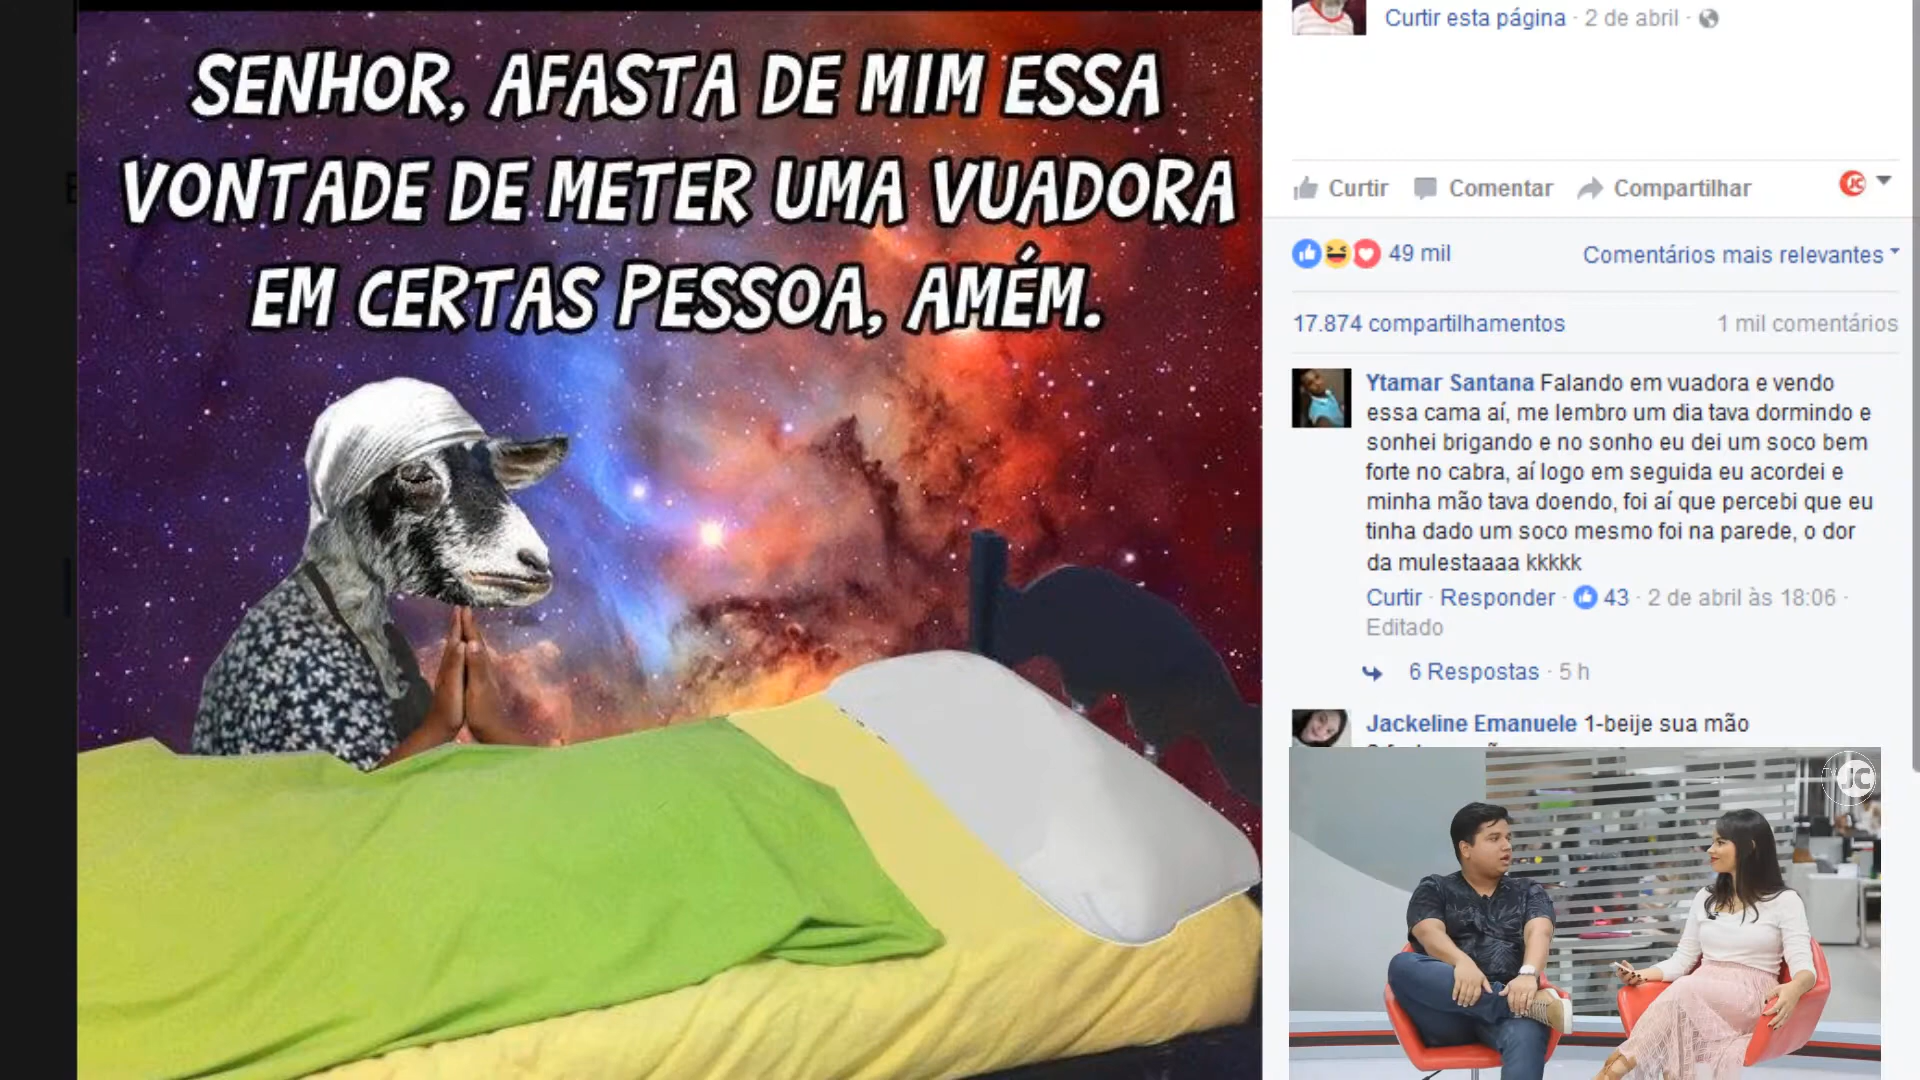 SENHOR, AFASTA DE MIM ESSA
VONTADE DE METER UMA VUADORA
EM CERTAS PESSOA, AMÉM.
Curtir esta página · 2 de abril ·
Curtir Comentar Compartilhar
JC
49 mil
Comentários mais relevantes
17.874 compartilhamentos
1 mil comentários
Ytamar Santana Falando em vuadora e vendo
essa cama aí, me lembro um dia tava dormindo e
sonhei brigando e no sonho eu dei um soco bem
forte no cabra, aí logo em seguida eu acordei e
minha mão tava doendo, foi aí que percebi que eu
tinha dado um soco mesmo foi na parede, o dor
da mulestaaaa kkkkk
Curtir · Responder · 43 · 2 de abril às 18:06 ·
Editado
6 Respostas · 5 h
Jackeline Emanuele 1-beije sua mão
JC